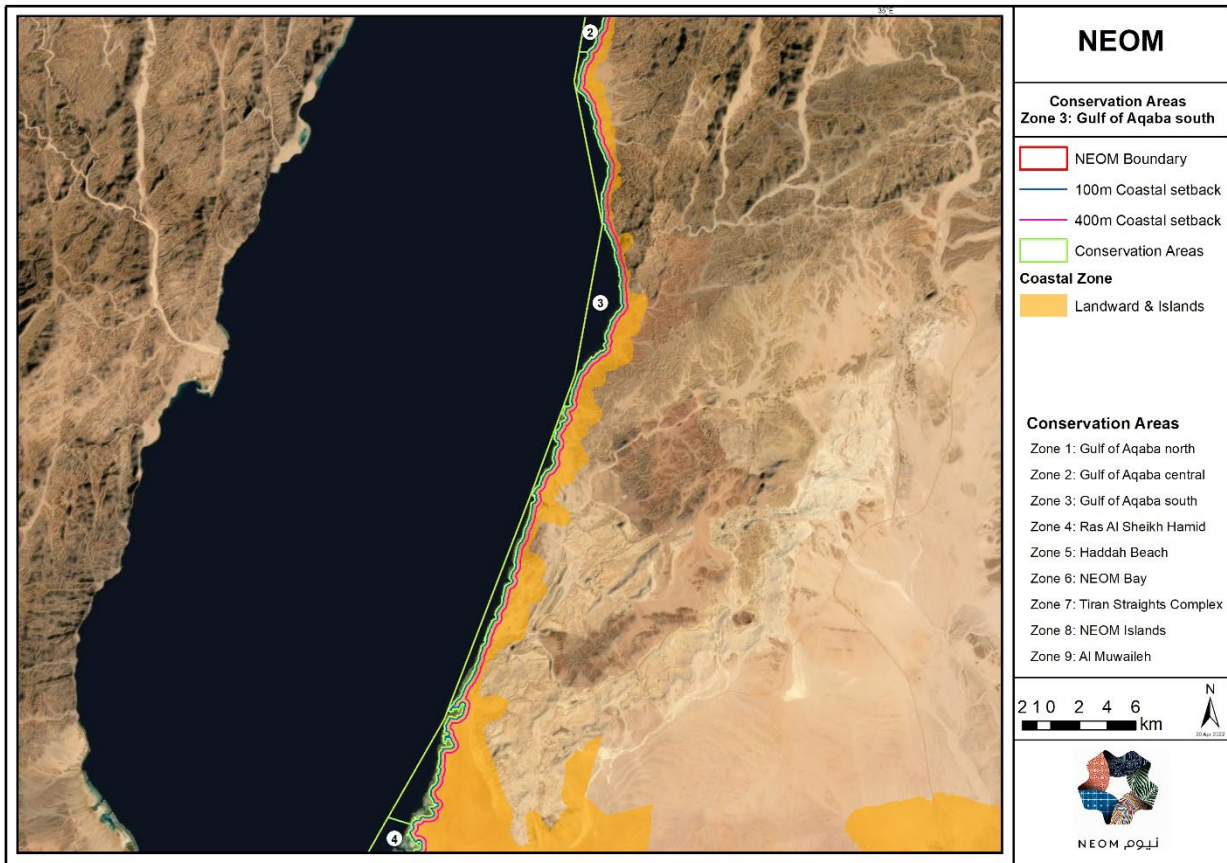 36°E
2
3
4
NEOM
Conservation Areas
Zone 3: Gulf of Aqaba south
NEOM Boundary
100m Coastal setback
400m Coastal setback
Conservation Areas
Coastal Zone
Landward & Islands
Conservation Areas
Zone 1: Gulf of Aqaba north
Zone 2: Gulf of Aqaba central
Zone 3: Gulf of Aqaba south
Zone 4: Ras Al Sheikh Hamid
Zone 5: Haddah Beach
Zone 6: NEOM Bay
Zone 7: Tiran Straights Complex
Zone 8: NEOM Islands
Zone 9: Al Muwaileh
2 1 0 2 4 6
km
N
20 Apr 2022
NEOM نيوم